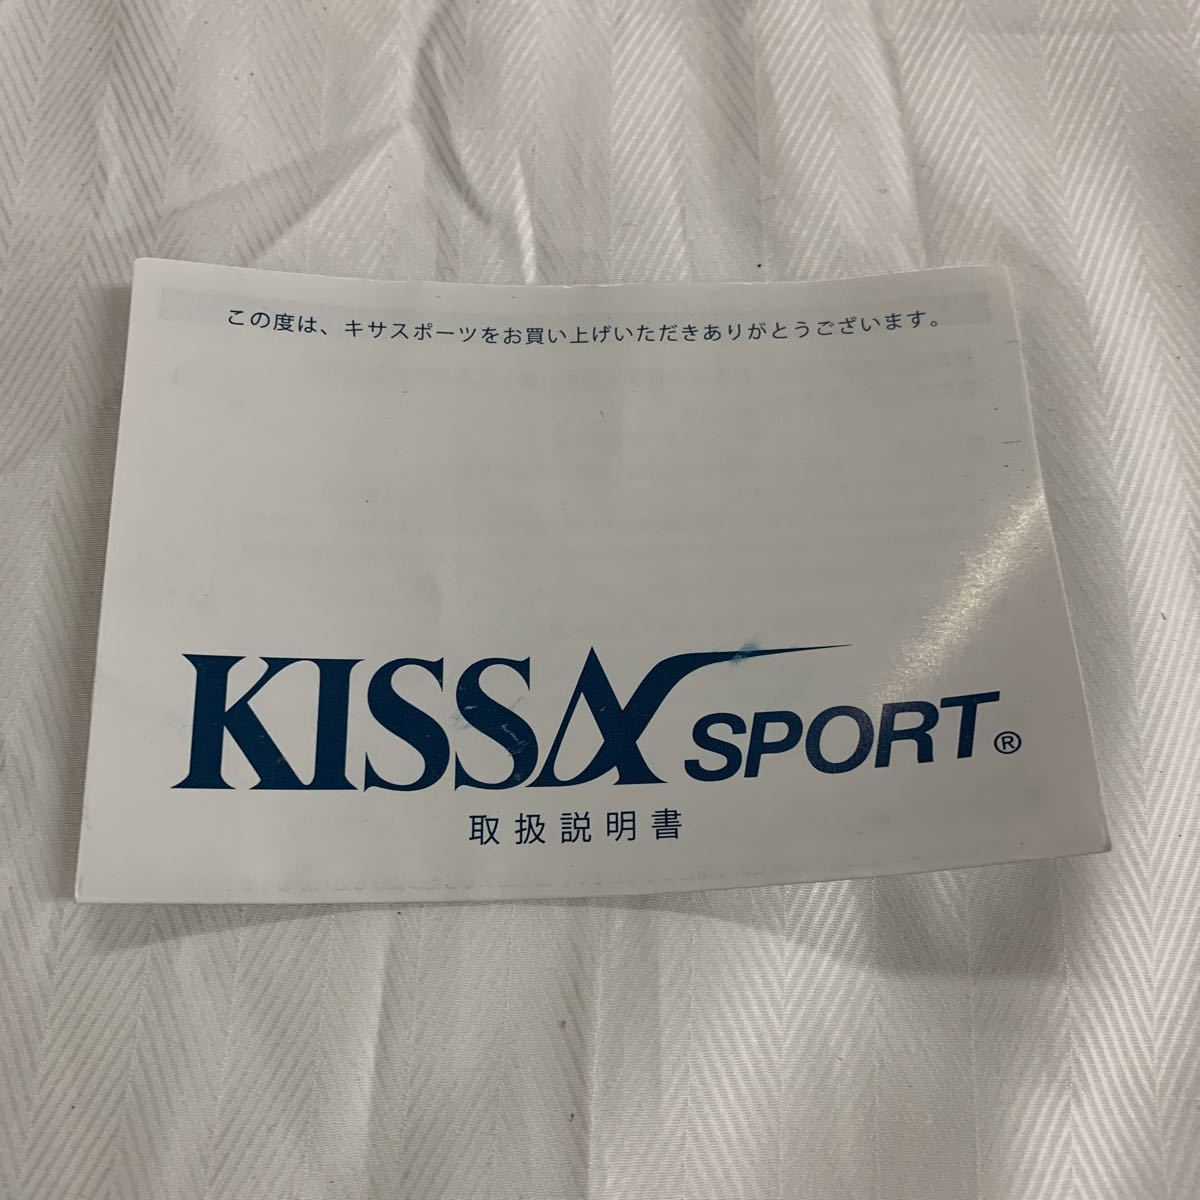 この度は、キサスポーツをお買い上げいただきありがとうございます。
KISSA SPORT®
取扱説明書